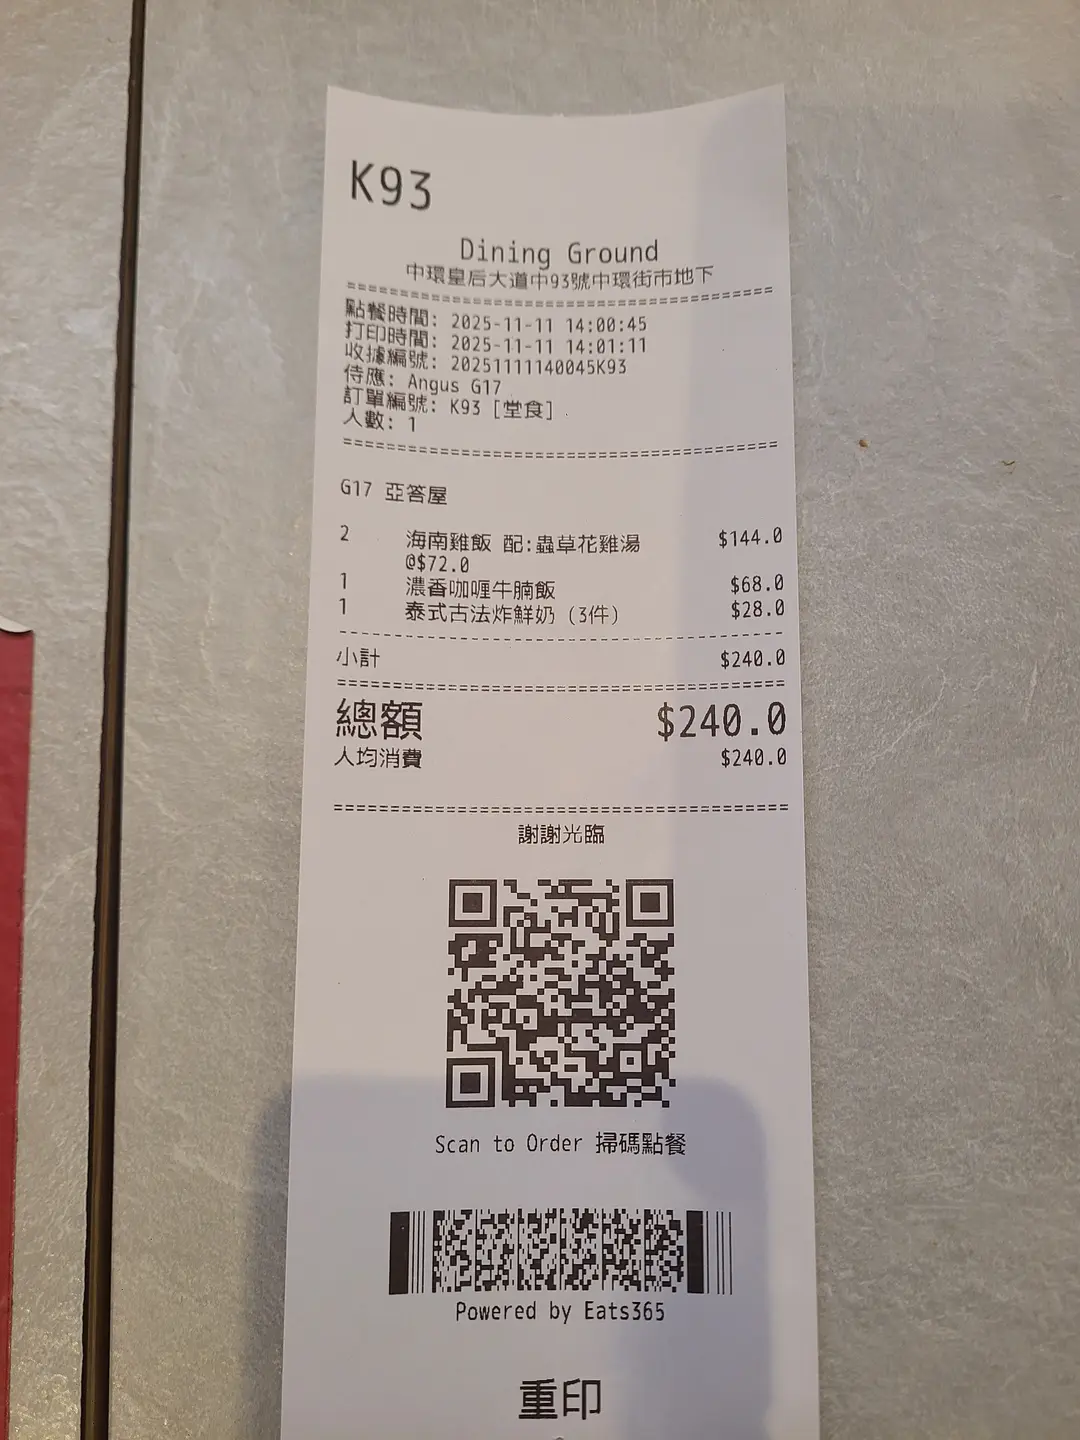 K93
Dining Ground
中環皇后大道中93號中環街市地下
================================================
點餐時間: 2025-11-11 14:00:45
打印時間: 2025-11-11 14:01:11
收據編號: 20251111140045K93
侍應: Angus G17
訂單編號: K93 [堂食]
人數: 1
================================================
G17 亞答屋
2 海南雞飯 配:蟲草花雞湯 $144.0
@$72.0
1 濃香咖喱牛腩飯 $68.0
1 泰式古法炸鮮奶 (3件) $28.0
------------------------------------------------
小計 $240.0
================================================
總額 $240.0
人均消費 $240.0
================================================
謝謝光臨
Scan to Order 掃碼點餐
Powered by Eats365
重印